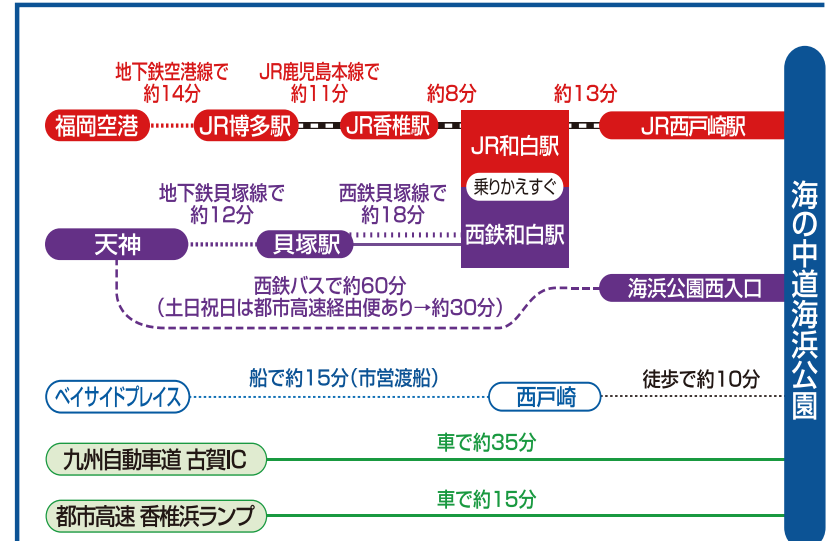 地下鉄空港線で
約14分
JR鹿児島本線で
約11分
約8分
約13分
福岡空港
JR博多駅
JR香椎駅
JR和白駅
JR西戸崎駅
乗りかえすぐ
地下鉄貝塚線で
約12分
西鉄貝塚線で
約18分
天神
貝塚駅
西鉄和白駅
西鉄バスで約60分
（土日祝日は都市高速経由便あり→約30分）
海浜公園西入口
ベイサイドプレイス
船で約15分（市営渡船）
西戸崎
徒歩で約10分
九州自動車道 古賀IC
車で約35分
都市高速 香椎浜ランプ
車で約15分
海の中道海浜公園